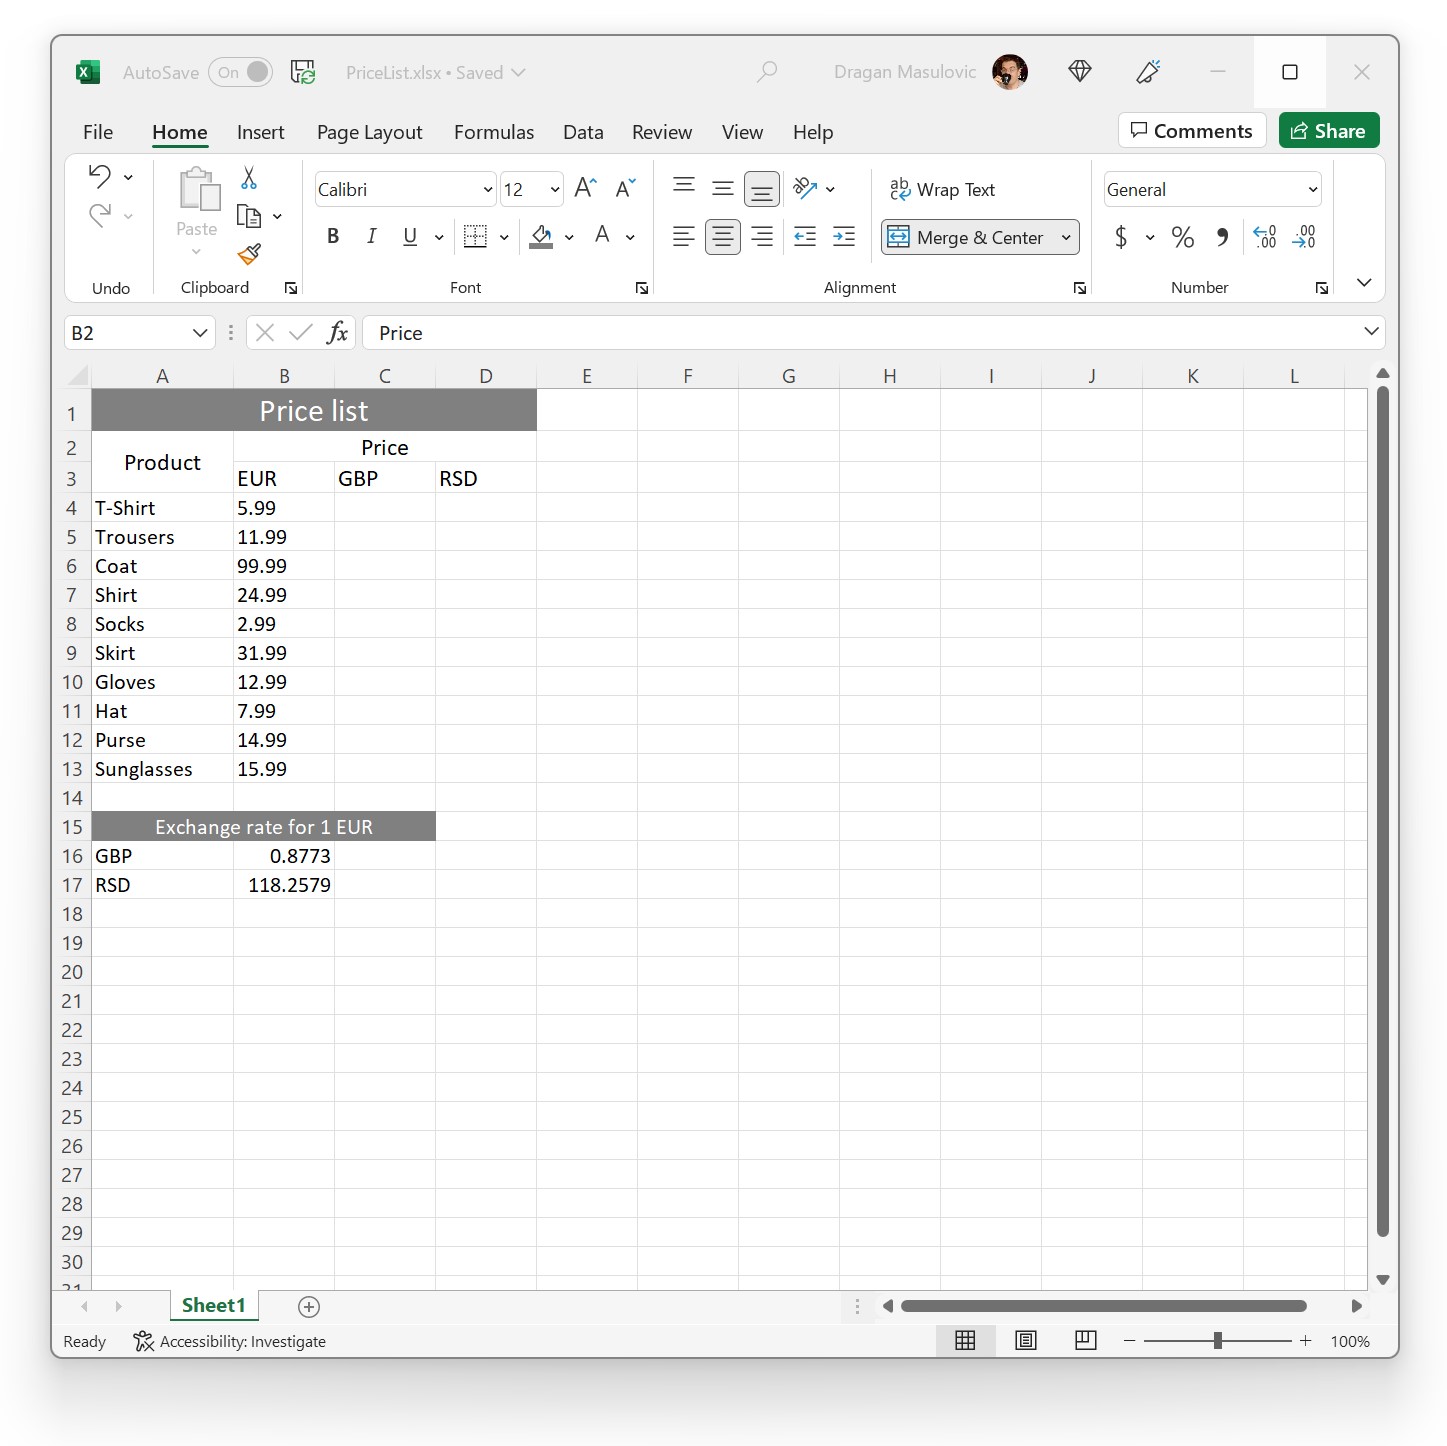 AutoSave On PriceList.xlsx • Saved Dragan Masulovic
File Home Insert Page Layout Formulas Data Review View Help Comments Share
Calibri 12 A A ab c Wrap Text General
Paste B I U A Merge & Center $ % , .00 .00 0
Undo Clipboard Font Alignment Number
B2 fx Price
A B C D E F G H I J K L
1 Price list
2 Product Price
3 EUR GBP RSD
4 T-Shirt 5.99
5 Trousers 11.99
6 Coat 99.99
7 Shirt 24.99
8 Socks 2.99
9 Skirt 31.99
10 Gloves 12.99
11 Hat 7.99
12 Purse 14.99
13 Sunglasses 15.99
14
15 Exchange rate for 1 EUR
16 GBP 0.8773
17 RSD 118.2579
18
19
20
21
22
23
24
25
26
27
28
29
30
31
Sheet1
Ready Accessibility: Investigate 100%